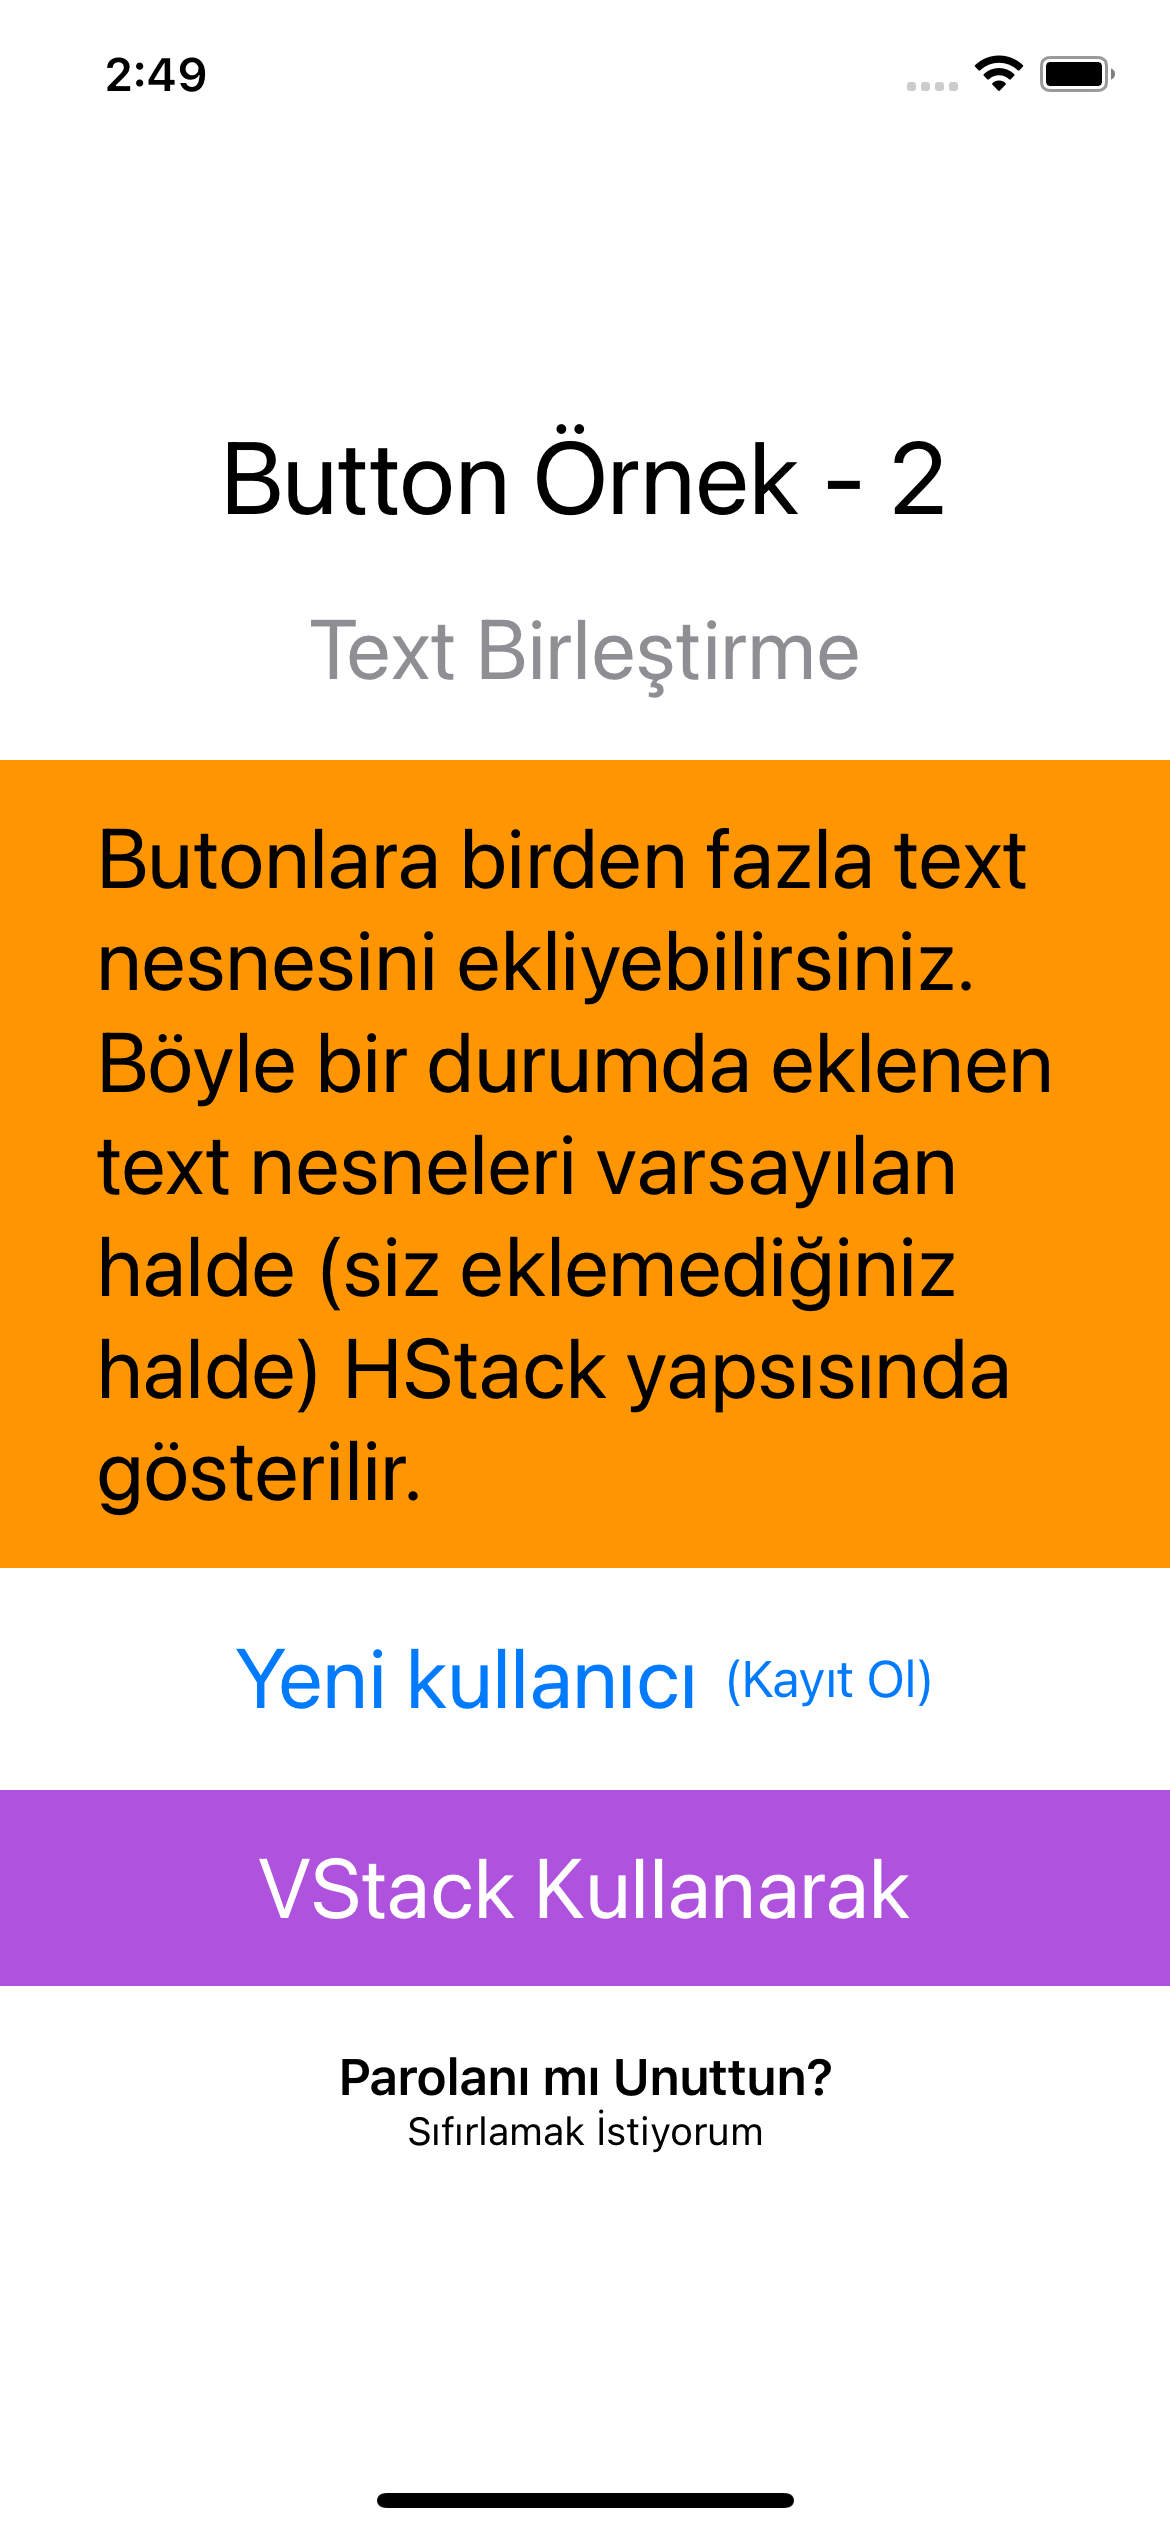 2:49
Button Örnek - 2
Text Birleştirme
Butonlara birden fazla text
nesnesini ekliyebilirsiniz.
Böyle bir durumda eklenen
text nesneleri varsayılan
halde (siz eklemediğiniz
halde) HStack yapsısında
gösterilir.
Yeni kullanıcı (Kayıt Ol)
VStack Kullanarak
Parolanı mı Unuttun?
Sıfırlamak İstiyorum